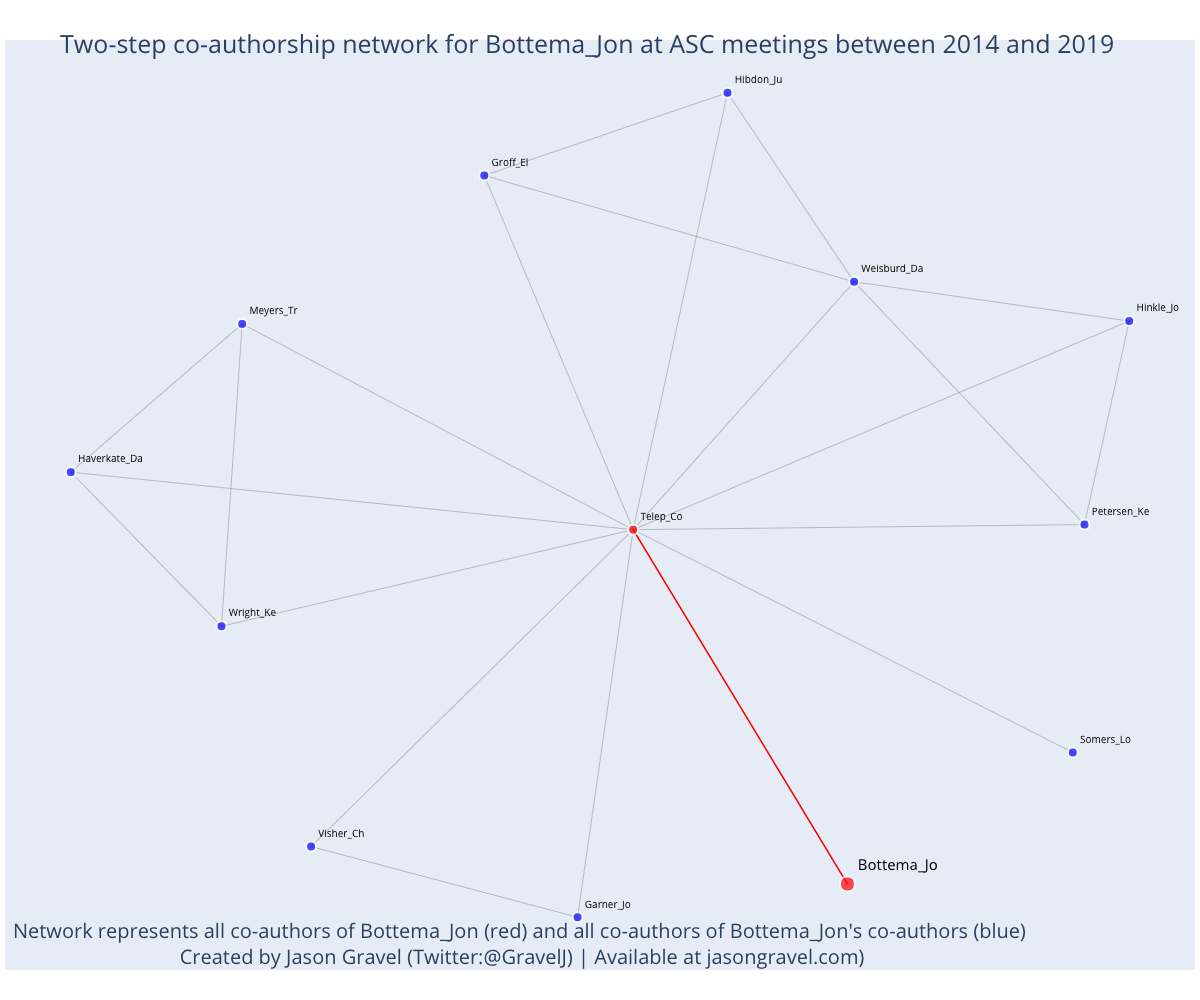 Two-step co-authorship network for Bottema_Jon at ASC meetings between 2014 and 2019
Hibdon_Ju
Groff_El
Weisburd_Da
Hinkle_Jo
Meyers_Tr
Haverkate_Da
Telep_Co
Petersen_Ke
Wright_Ke
Somers_Lo
Visher_Ch
Bottema_Jo
Garner_Jo
Network represents all co-authors of Bottema_Jon (red) and all co-authors of Bottema_Jon's co-authors (blue)
Created by Jason Gravel (Twitter:@GravelJ) | Available at jasongravel.com)